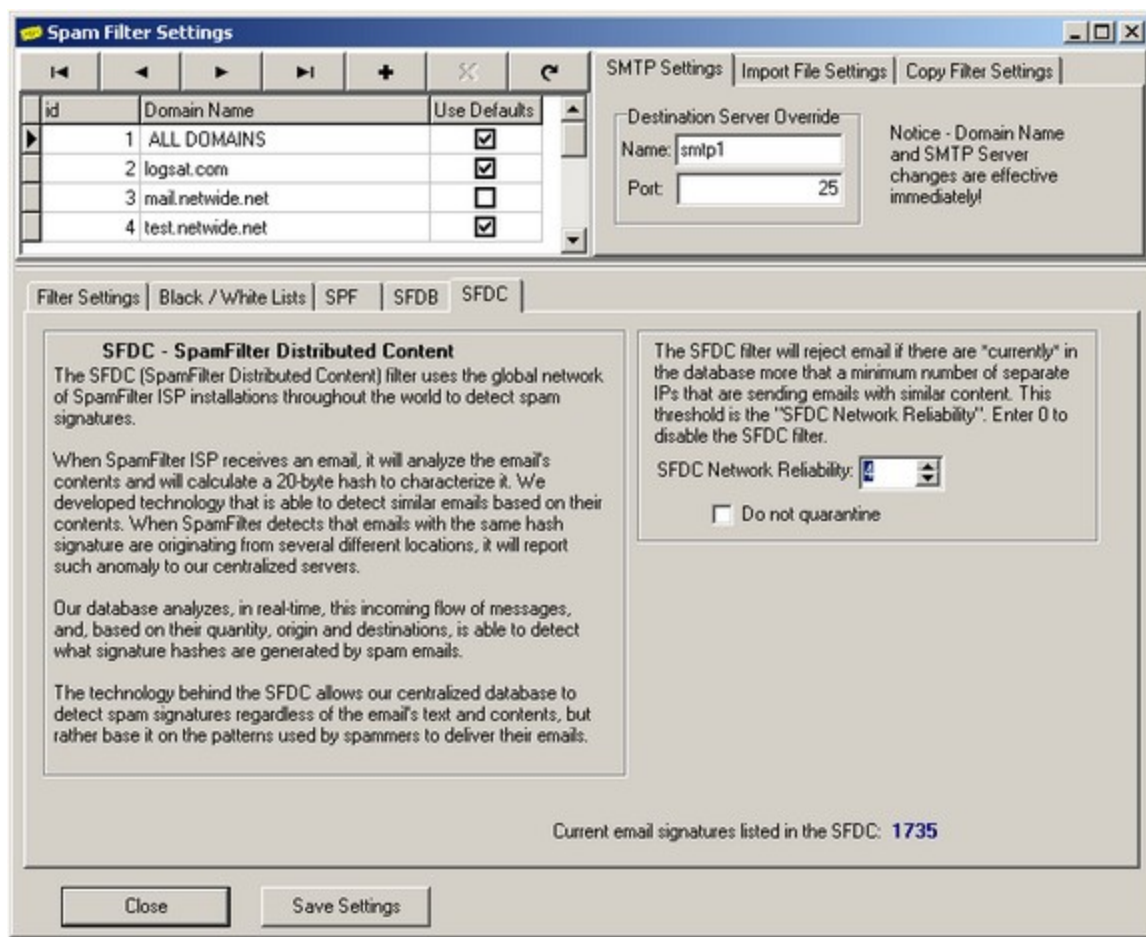 Spam Filter Settings
id Domain Name Use Defaults
1 ALL DOMAINS
2 logsat.com
3 mail.netwide.net
4 test.netwide.net
SMTP Settings Import File Settings Copy Filter Settings
Destination Server Override
Name: smtp1
Port: 25
Notice - Domain Name
and SMTP Server
changes are effective
immediately!
Filter Settings Black / White Lists SPF SFDB SFDC
SFDC - SpamFilter Distributed Content
The SFDC (SpamFilter Distributed Content) filter uses the global network
of SpamFilter ISP installations throughout the world to detect spam
signatures.
When SpamFilter ISP receives an email, it will analyze the email's
contents and will calculate a 20-byte hash to characterize it. We
developed technology that is able to detect similar emails based on their
contents. When SpamFilter detects that emails with the same hash
signature are originating from several different locations, it will report
such anomaly to our centralized servers.
Our database analyzes, in real-time, this incoming flow of messages,
and, based on their quantity, origin and destinations, is able to detect
what signature hashes are generated by spam emails.
The technology behind the SFDC allows our centralized database to
detect spam signatures regardless of the email's text and contents, but
rather base it on the patterns used by spammers to deliver their emails.
The SFDC filter will reject email if there are *currently* in
the database more that a minimum number of separate
IPs that are sending emails with similar content. This
threshold is the "SFDC Network Reliability". Enter 0 to
disable the SFDC filter.
SFDC Network Reliability: 4
Do not quarantine
Current email signatures listed in the SFDC: 1735
Close Save Settings